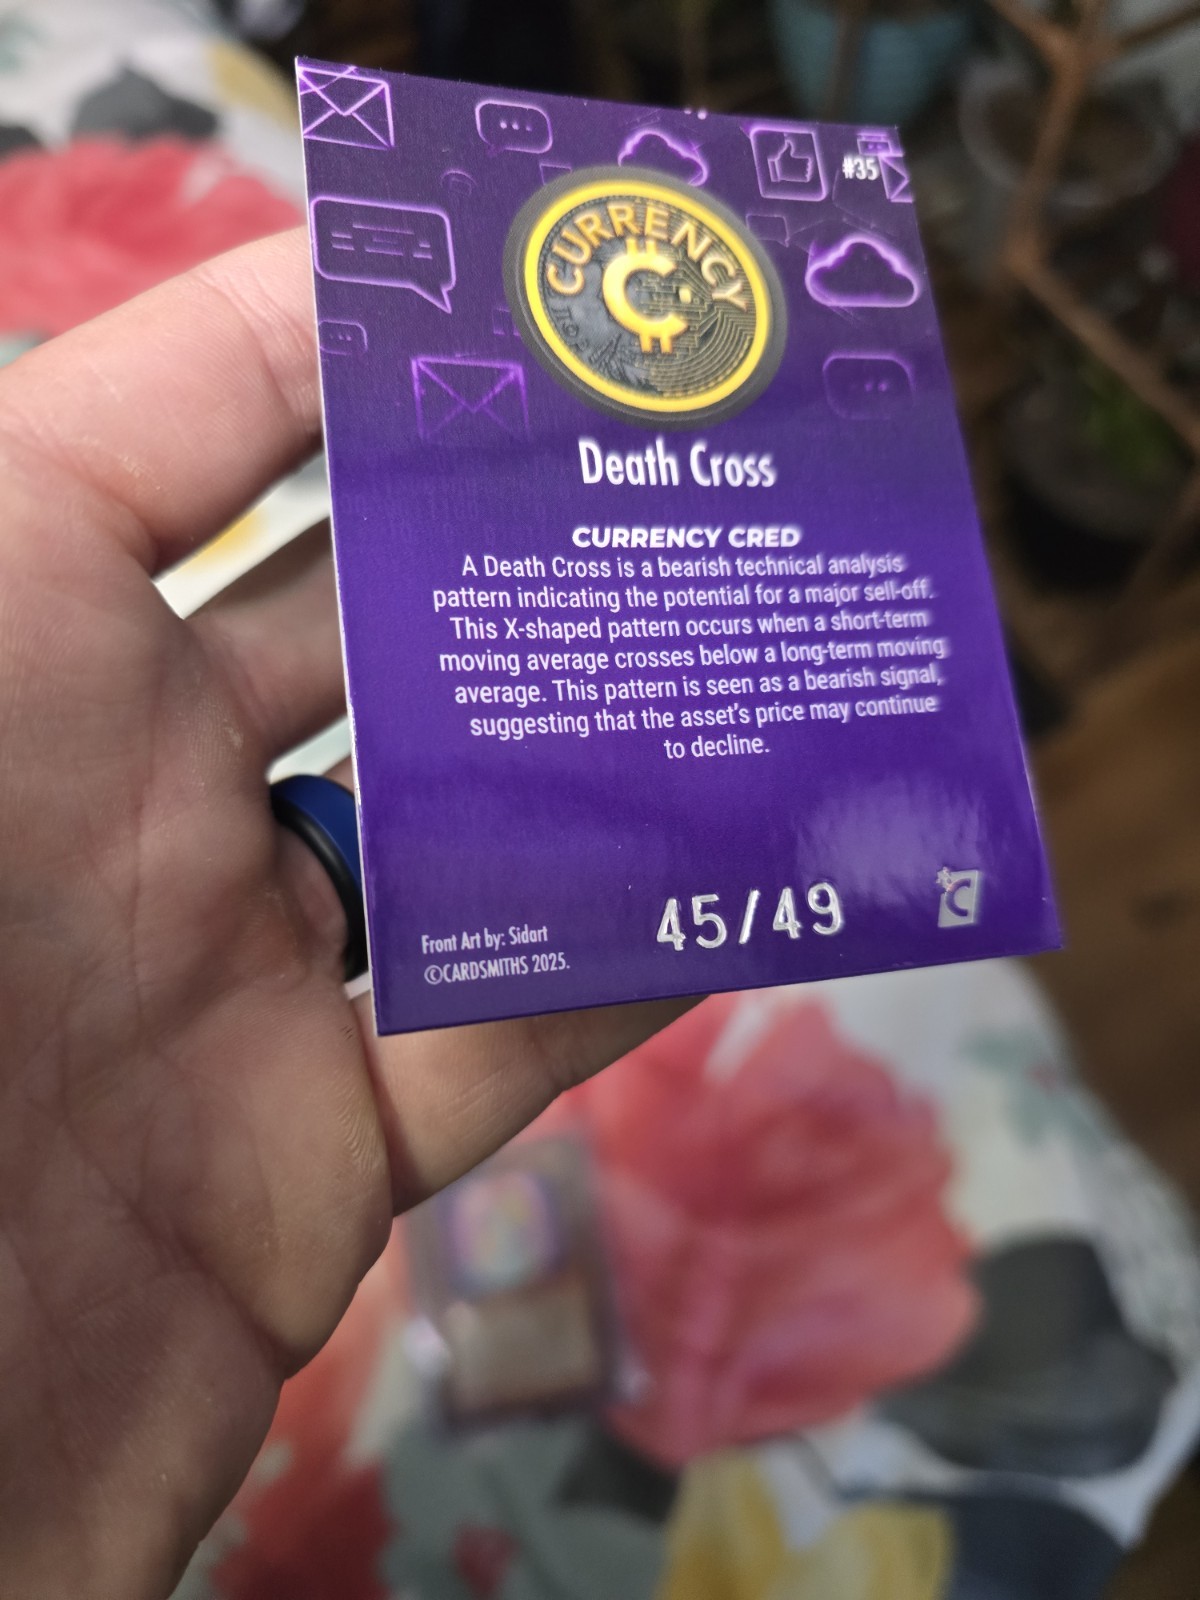 #35
CURRENCY
Death Cross
CURRENCY CRED
A Death Cross is a bearish technical analysis
pattern indicating the potential for a major sell-off.
This X-shaped pattern occurs when a short-term
moving average crosses below a long-term moving
average. This pattern is seen as a bearish signal,
suggesting that the asset's price may continue
to decline.
45/49
Front Art by: Sidart
©CARDSMITHS 2025.